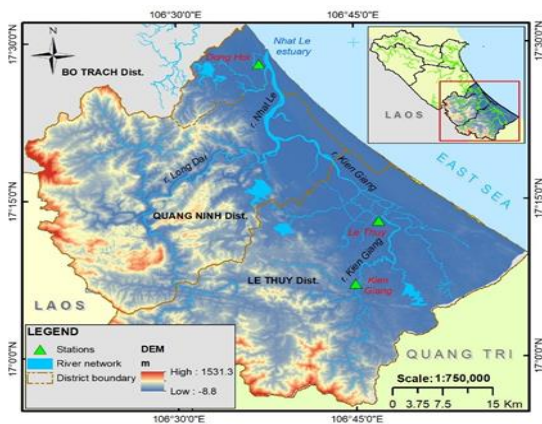 106°30'0"E
106°45'0"E
17°30'0"N
17°30'0"N
Nhat Le
estuary
Dong Hoi
BO TRACH Dist.
LAOS
r. Nhat Le
r. Long Dai
r. Kien Giang
EAST SEA
17°15'0"N
17°15'0"N
QUANG NINH Dist.
Le Thuy
r. Kien Giang
LE THUY Dist.
Kien
Giang
LAOS
LEGEND
Stations
River network
District boundary
DEM
m
High : 1531.3
Low : -8.8
17°0'0"N
17°0'0"N
QUANG TRI
Scale: 1:750,000
0 3.75 7.5 15 Km
106°30'0"E
106°45'0"E